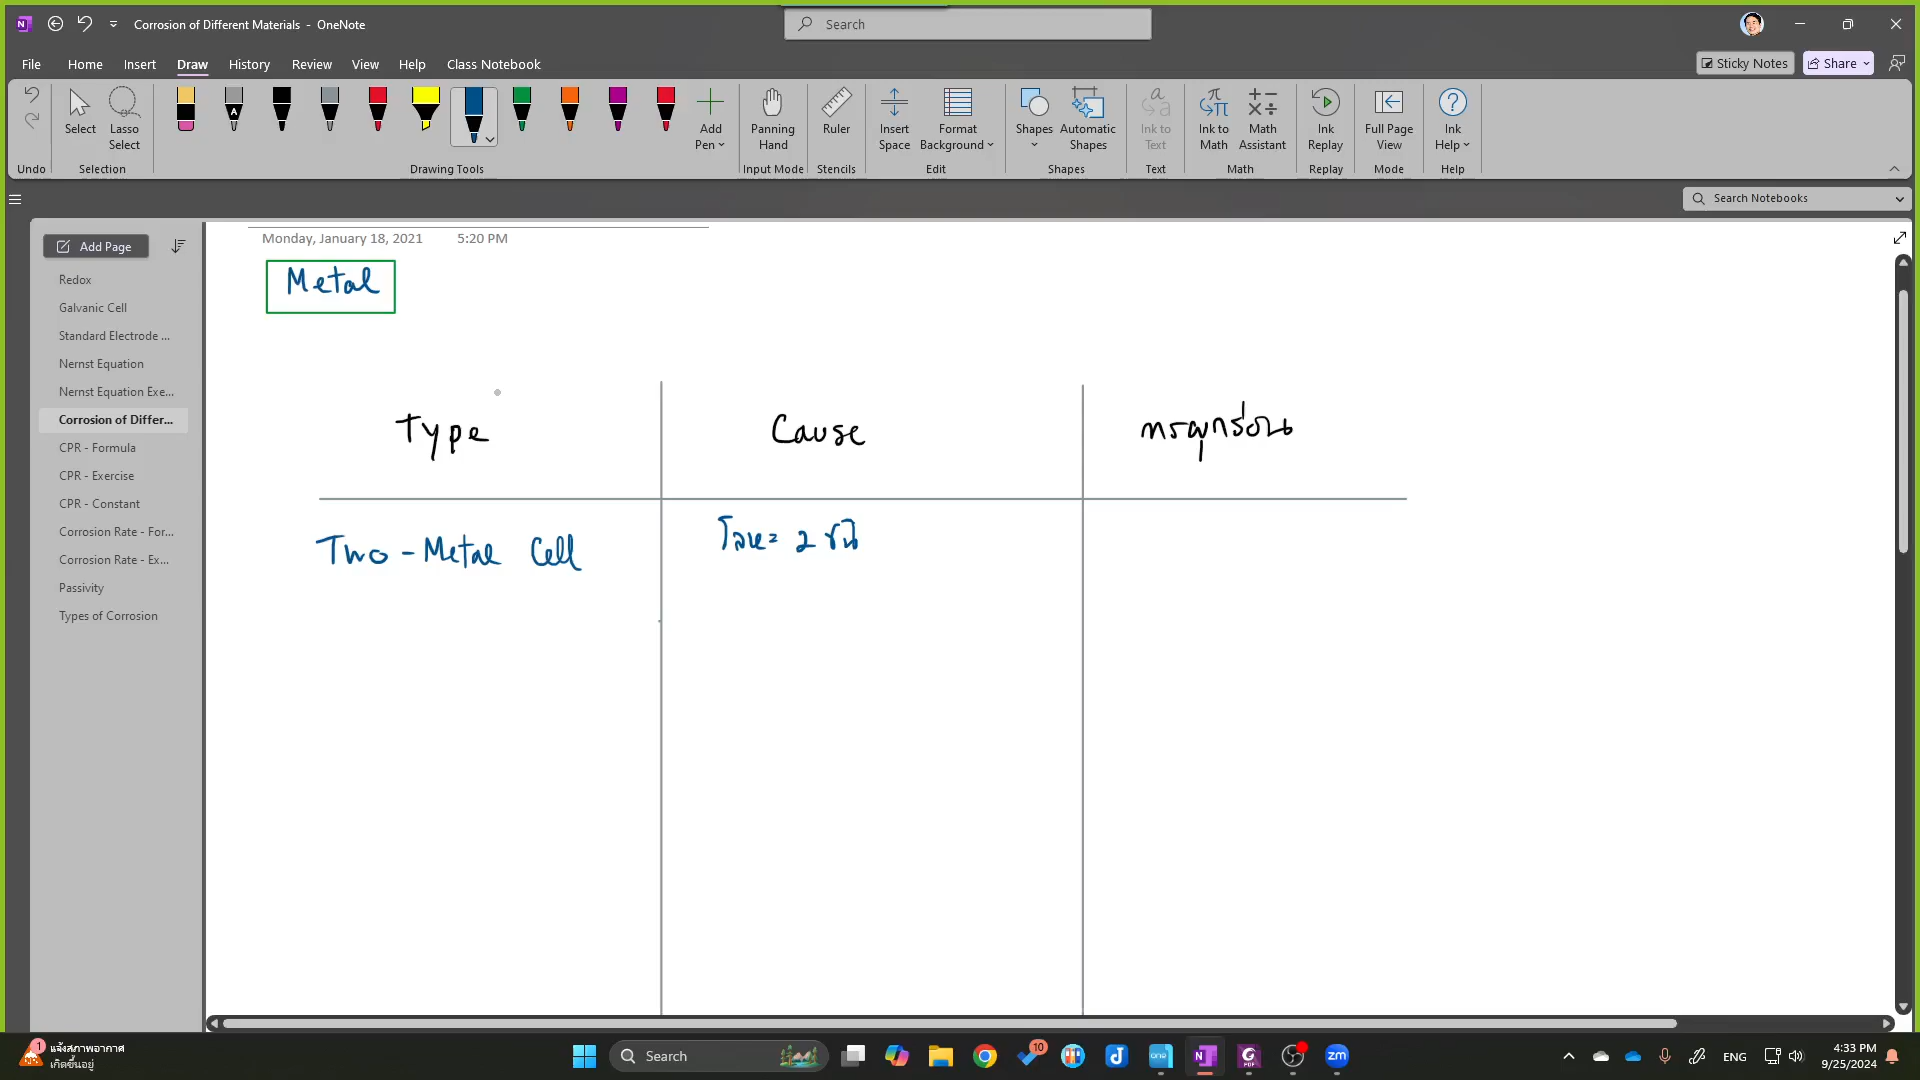 Corrosion of Different Materials - OneNote
Search
File Home Insert Draw History Review View Help Class Notebook
Sticky Notes Share
Select
Lasso Select
Add Pen
Panning Hand
Ruler
Insert Space
Format Background
Shapes
Automatic Shapes
Ink to Text
Ink to Math
Math Assistant
Ink Replay
Full Page View
Ink Help
Undo Selection Drawing Tools Input Mode Stencils Edit Shapes Text Math Replay Mode Help
Search Notebooks
Add Page
Redox
Galvanic Cell
Standard Electrode ...
Nernst Equation
Nernst Equation Exe...
Corrosion of Differ...
CPR - Formula
CPR - Exercise
CPR - Constant
Corrosion Rate - For...
Corrosion Rate - Ex...
Passivity
Types of Corrosion
Monday, January 18, 2021 5:20 PM
Metal
Type Cause การผุกร่อน
Two-Metal Cell โลหะ 2 ชนิ
1
แจ้งสภาพอากาศ
เกิดขึ้นอยู่
Search
10
ENG
4:33 PM
9/25/2024